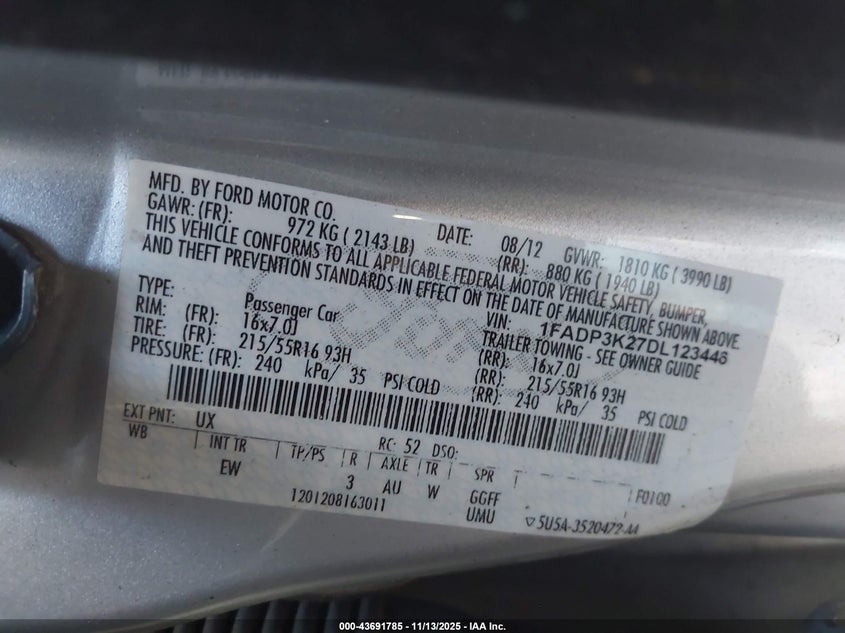 MFD. BY FORD MOTOR CO.
DATE: 08/12 GVWR: 1810 KG ( 3990 LB)
GAWR: (FR): 972 KG ( 2143 LB) (RR): 880 KG ( 1940 LB)
THIS VEHICLE CONFORMS TO ALL APPLICABLE FEDERAL MOTOR VEHICLE SAFETY, BUMPER,
AND THEFT PREVENTION STANDARDS IN EFFECT ON THE DATE OF MANUFACTURE SHOWN ABOVE.
VIN: 1FADP3K27DL123446
TYPE: Passenger Car TRAILER TOWING - SEE OWNER GUIDE
RIM: (FR): 16x7.0J (RR): 16x7.0J
TIRE: (FR): 215/55R16 93H (RR): 215/55R16 93H
PRESSURE: (FR): 240 kPa/ 35 PSI COLD (RR): 240 kPa/ 35 PSI COLD
EXT PNT: UX RC: 52 DSO:
WB INT TR TP/PS R AXLE TR SPR F0100
EW 3 AU W GGFF
1201208163011 UMU 5U5A-3520472-AA
000-43691785 - 11/13/2025 - IAA Inc.